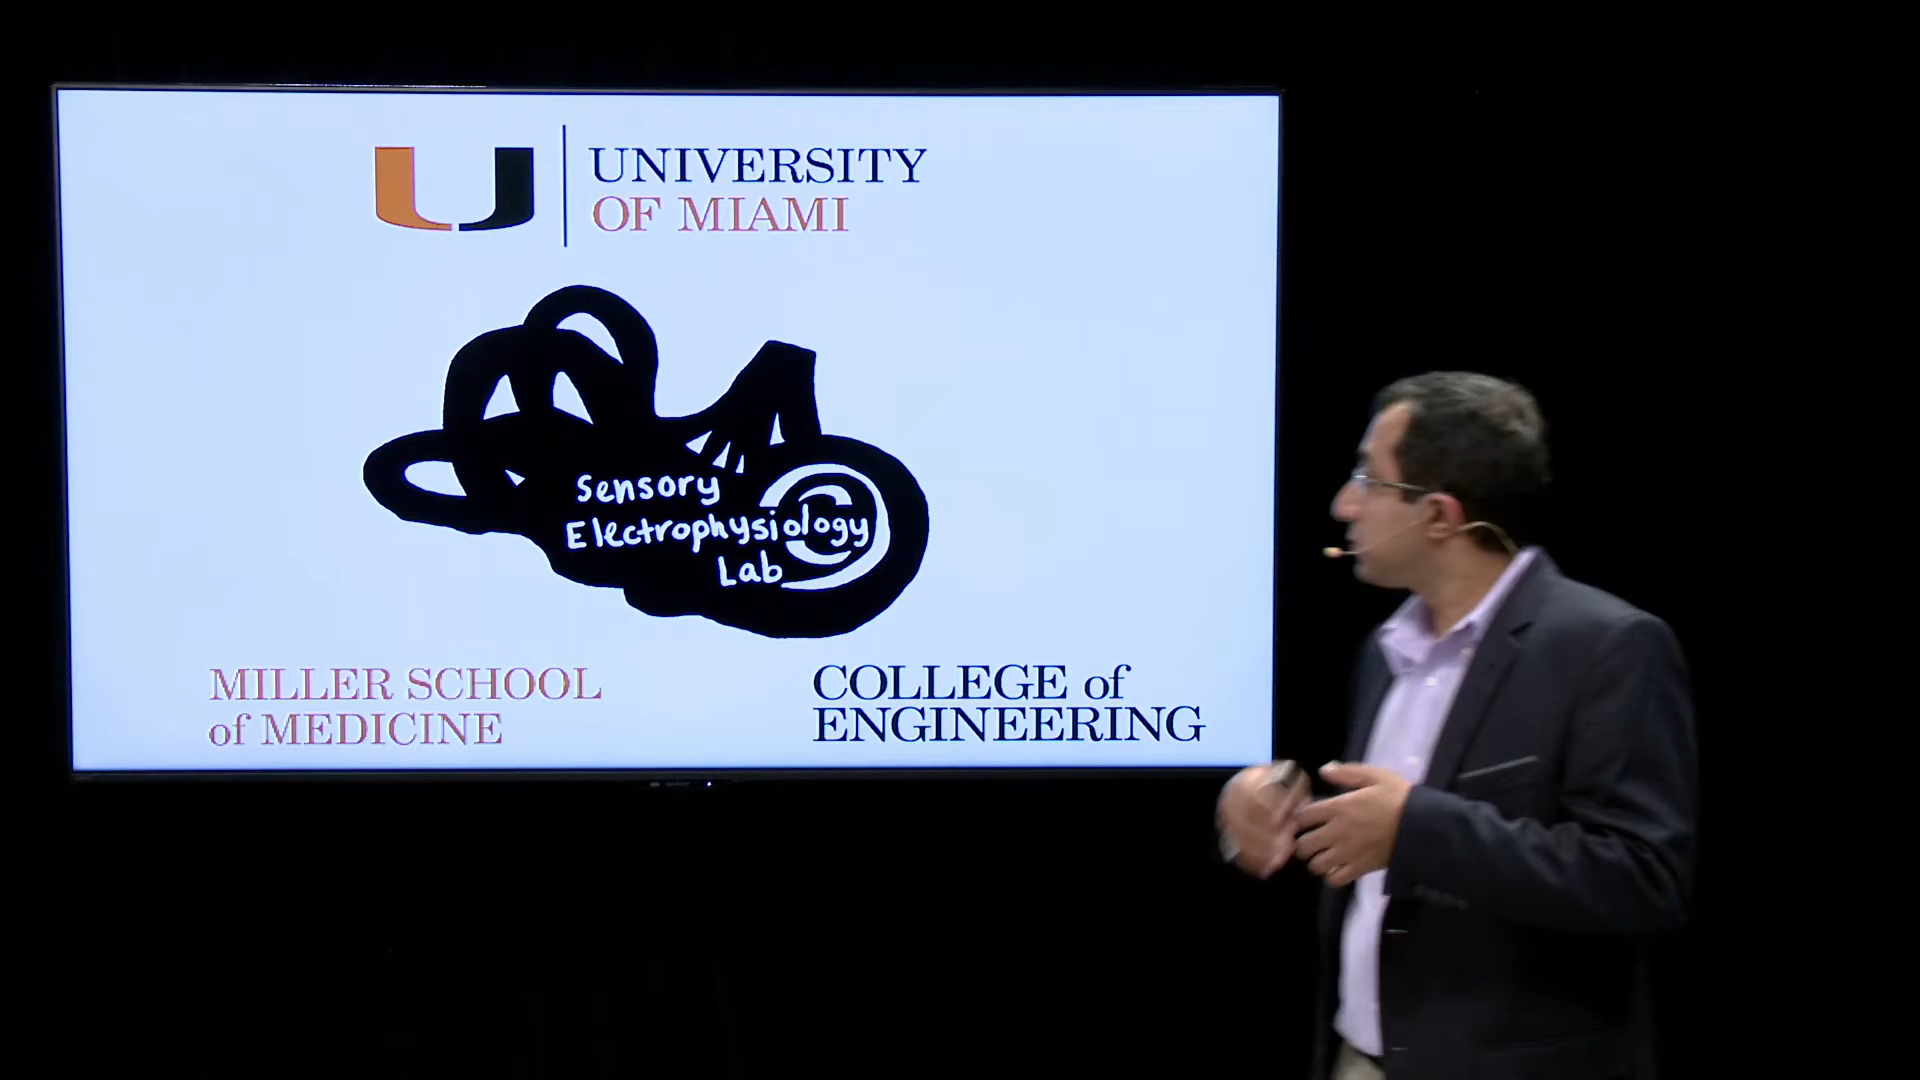 UNIVERSITY
OF MIAMI
Sensory
Electrophysiology
Lab
MILLER SCHOOL
of MEDICINE
COLLEGE of
ENGINEERING